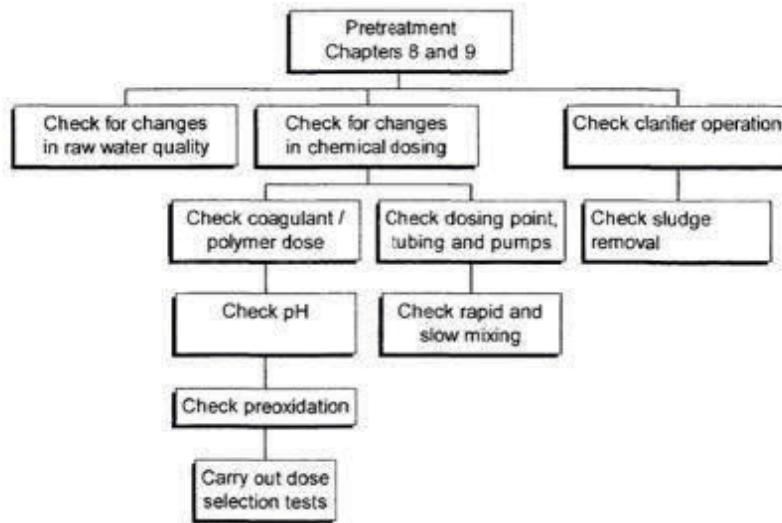 Pretreatment
Chapters 8 and 9
Check for changes
in raw water quality
Check for changes
in chemical dosing
Check clarifier operation
Check coagulant /
polymer dose
Check dosing point,
tubing and pumps
Check sludge
removal
Check pH
Check rapid and
slow mixing
Check preoxidation
Carry out dose
selection tests